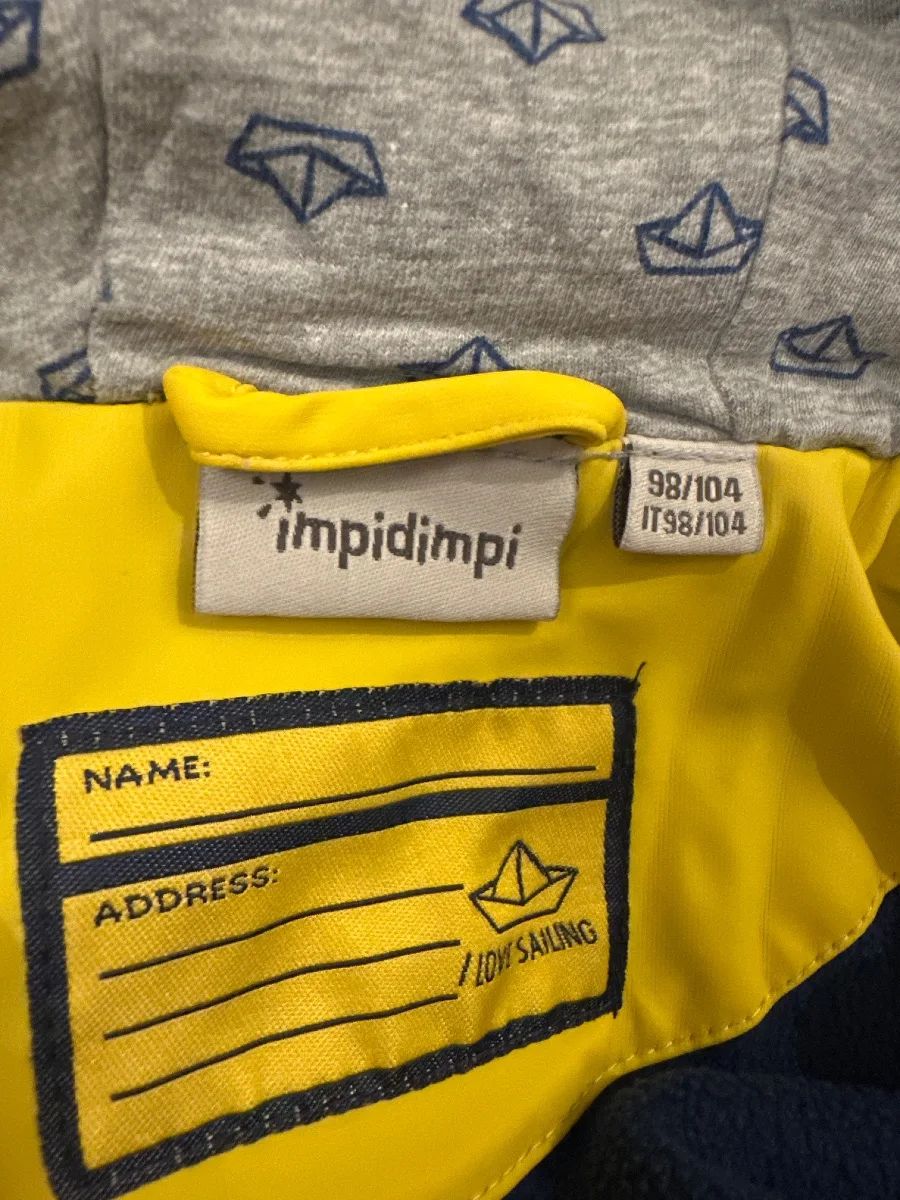 impidimpi
98/104
IT98/104
NAME:
ADDRESS:
I LOVE SAILING